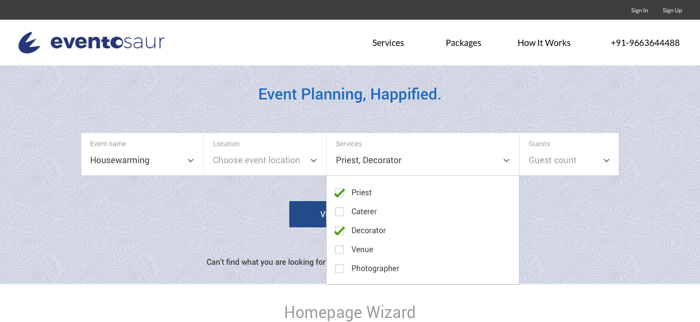 Sign In Sign Up
eventosaur
Services Packages How It Works +91-9663644488
Event Planning, Happified.
Event name Location Services Guests
Housewarming Choose event location Priest, Decorator Guest count
Priest
Caterer
Decorator
Venue
Photographer
Can't find what you are looking for
Homepage Wizard